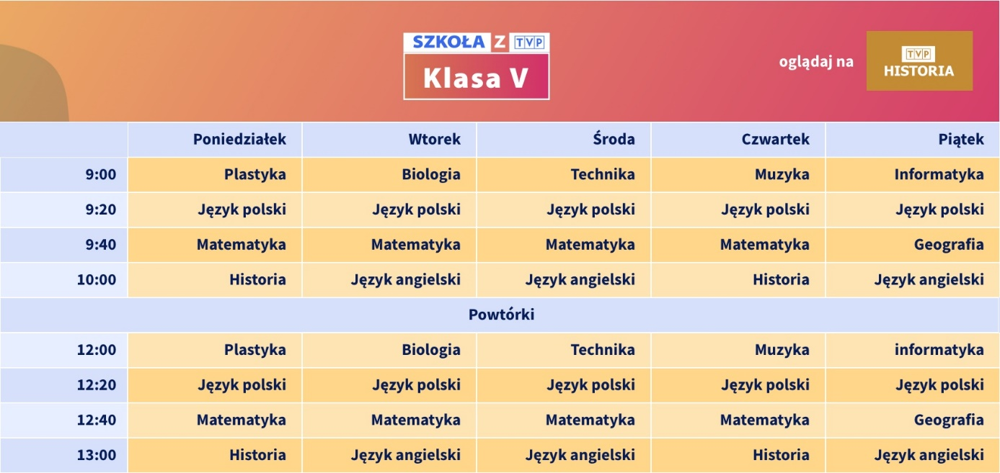 SZKOŁA Z TVP
Klasa V
oglądaj na
TVP
HISTORIA
Poniedziałek Wtorek Środa Czwartek Piątek
9:00 Plastyka Biologia Technika Muzyka Informatyka
9:20 Język polski Język polski Język polski Język polski Język polski
9:40 Matematyka Matematyka Matematyka Matematyka Geografia
10:00 Historia Język angielski Język angielski Historia Język angielski
Powtórki
12:00 Plastyka Biologia Technika Muzyka informatyka
12:20 Język polski Język polski Język polski Język polski Język polski
12:40 Matematyka Matematyka Matematyka Matematyka Geografia
13:00 Historia Język angielski Język angielski Historia Język angielski